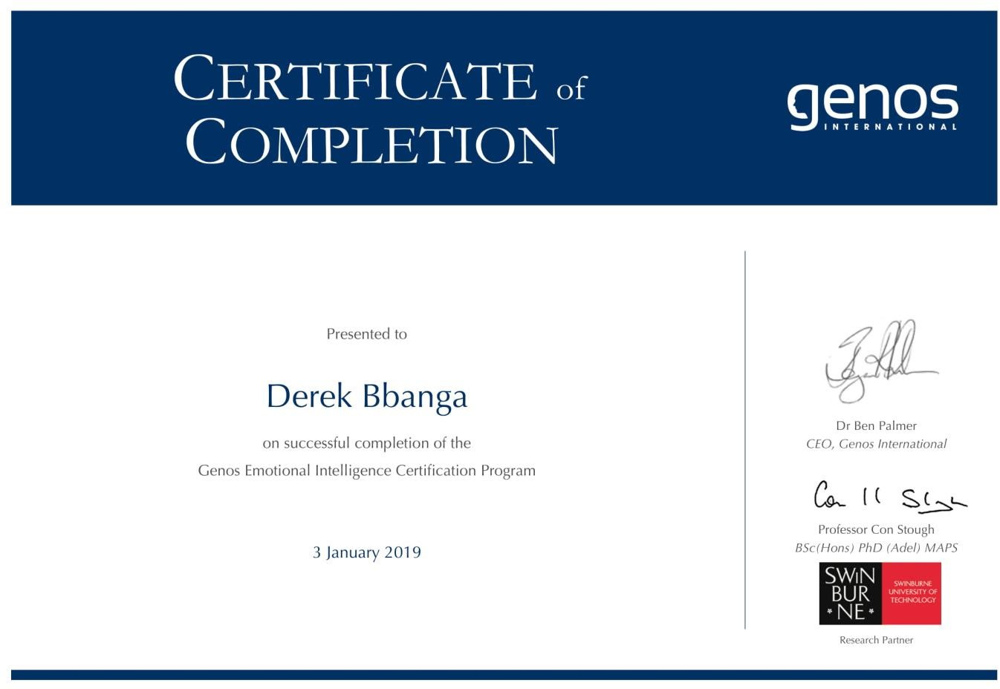 CERTIFICATE of
COMPLETION
genos
INTERNATIONAL
Presented to
Derek Bbanga
on successful completion of the
Genos Emotional Intelligence Certification Program
3 January 2019
Dr Ben Palmer
CEO, Genos International
Professor Con Stough
BSc(Hons) PhD (Adel) MAPS
SWIN
BUR
NE
SWINBURNE
UNIVERSITY OF
TECHNOLOGY
Research Partner